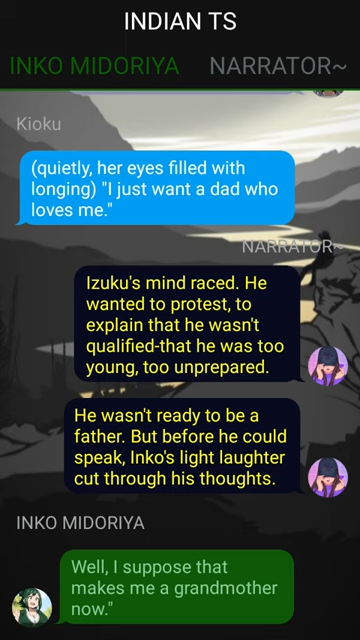 INDIAN TS
INKO MIDORIYA NARRATOR~
Kioku
(quietly, her eyes filled with
longing) "I just want a dad who
loves me."
NARRATOR~
Izuku's mind raced. He
wanted to protest, to
explain that he wasn't
qualified-that he was too
young, too unprepared.
He wasn't ready to be a
father. But before he could
speak, Inko's light laughter
cut through his thoughts.
INKO MIDORIYA
Well, I suppose that
makes me a grandmother
now."